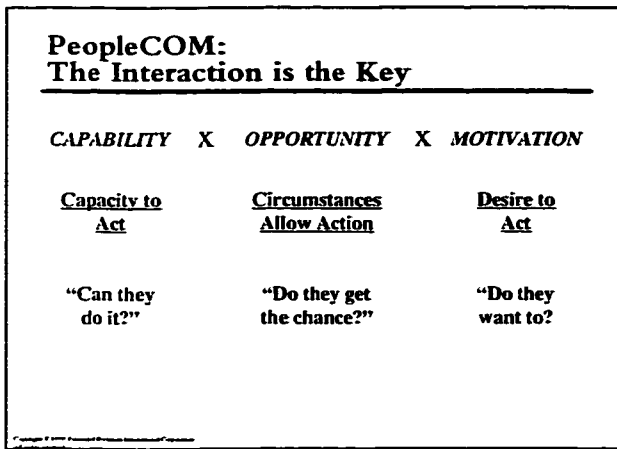 PeopleCOM:
The Interaction is the Key
CAPABILITY X OPPORTUNITY X MOTIVATION
Capacity to Circumstances Desire to
Act Allow Action Act
“Can they “Do they get “Do they
do it?” the chance?” want to?